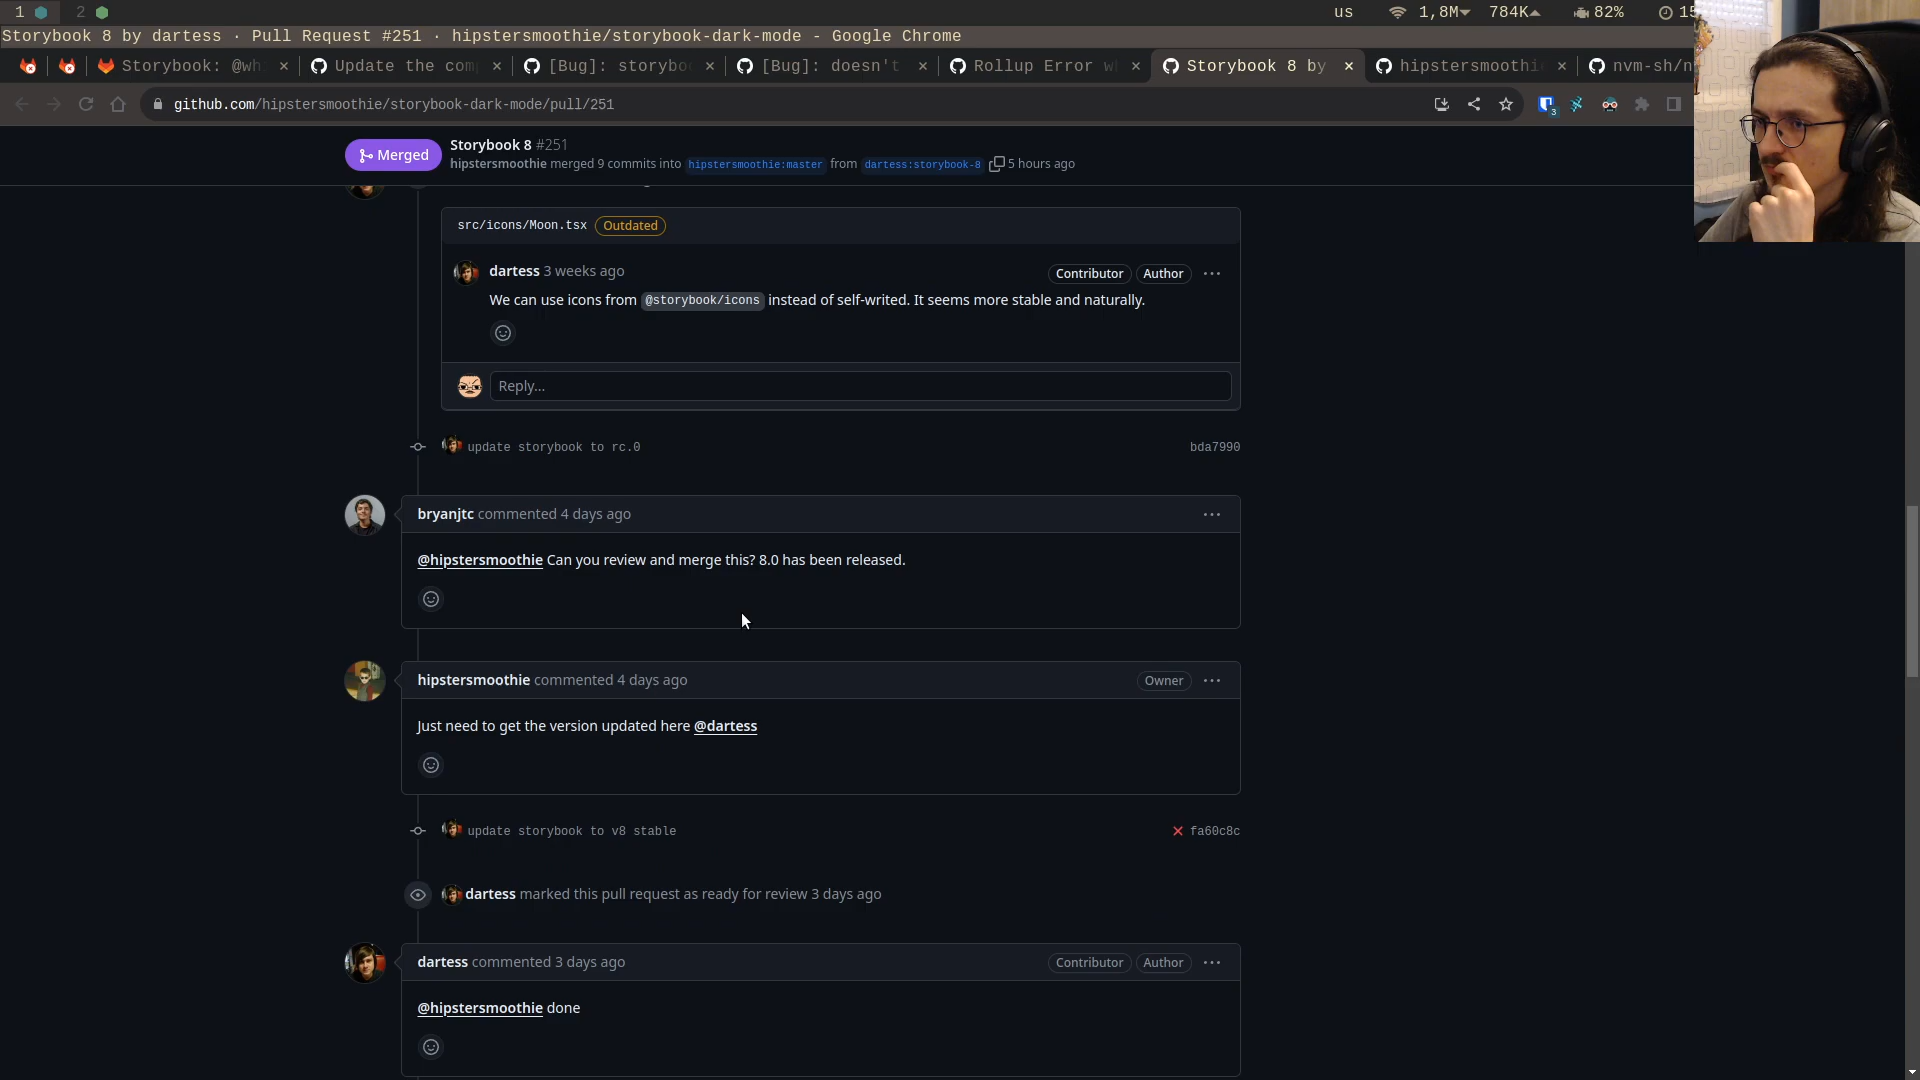 1 2 us 1,8M 784K 82% 15
Storybook 8 by dartess · Pull Request #251 · hipstersmoothie/storybook-dark-mode - Google Chrome
Storybook: @wh × Update the com × [Bug]: storybo × [Bug]: doesn't × Rollup Error w × Storybook 8 by × hipstersmoothi × nvm-sh/n
github.com/hipstersmoothie/storybook-dark-mode/pull/251 3
Merged Storybook 8 #251
hipstersmoothie merged 9 commits into hipstersmoothie:master from dartess:storybook-8 5 hours ago
src/icons/Moon.tsx Outdated
dartess 3 weeks ago Contributor Author
We can use icons from @storybook/icons instead of self-writed. It seems more stable and naturally.
Reply...
update storybook to rc.0 bda7990
bryanjtc commented 4 days ago
@hipstersmoothie Can you review and merge this? 8.0 has been released.
hipstersmoothie commented 4 days ago Owner
Just need to get the version updated here @dartess
update storybook to v8 stable fa60c8c
dartess marked this pull request as ready for review 3 days ago
dartess commented 3 days ago Contributor Author
@hipstersmoothie done